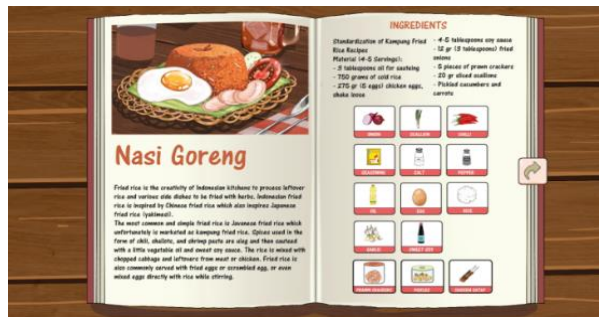 Nasi Goreng
Fried rice is the creativity of Indonesian kitchens to process leftover
rice and various side dishes to be fried with herbs. Indonesian fried
rice is inspired by Chinese fried rice which also inspires Japanese
fried rice (yakimesi).
The most common and simple fried rice is Javanese fried rice which
unfortunately is marketed as kampung fried rice. Spices used in the
form of chili, shallots, and shrimp paste are uleg and then sauteed
with a little vegetable oil and sweet soy sauce. The rice is mixed with
chopped cabbage and leftovers from meat or chicken. Fried rice is
also commonly served with fried eggs or scrambled egg, or even
mixed eggs directly with rice while stirring.
INGREDIENTS
Standardization of Kampung Fried
Rice Recipes
Material (4-5 Servings):
- 3 tablespoons oil for sauteing
- 750 grams of cold rice
- 275 gr (5 eggs) chicken eggs,
shake loose
- 4-5 tablespoons soy sauce
- 12 gr (3 tablespoons) fried
onions
- 5 pieces of prawn crackers
- 20 gr sliced scallions
- Pickled cucumbers and
carrots
ONION
SCALLION
CHILLI
SEASONING
SALT
PEPPER
OIL
EGG
RICE
GARLIC
SWEET SOY
PRAWN CRACKERS
PICKLES
CHICKEN SATAY